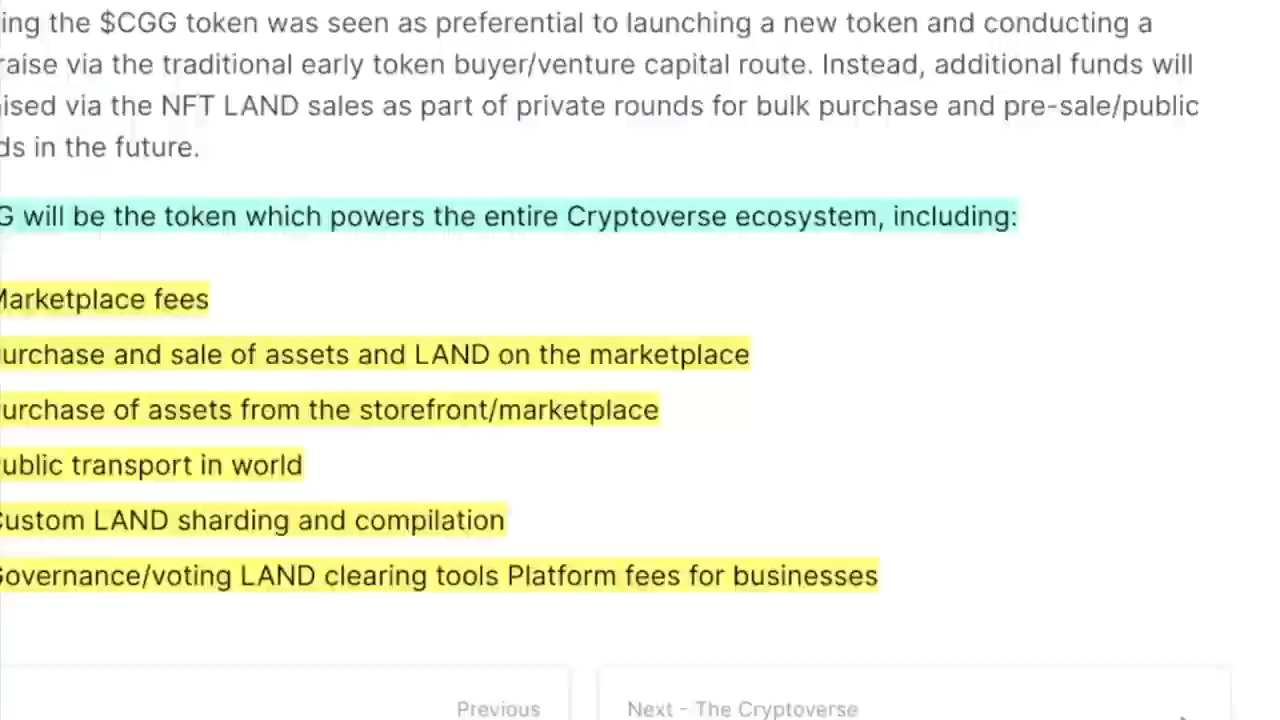 ing the $CGG token was seen as preferential to launching a new token and conducting a
raise via the traditional early token buyer/venture capital route. Instead, additional funds will
ised via the NFT LAND sales as part of private rounds for bulk purchase and pre-sale/public
ds in the future.
G will be the token which powers the entire Cryptoverse ecosystem, including:
Marketplace fees
urchase and sale of assets and LAND on the marketplace
urchase of assets from the storefront/marketplace
ublic transport in world
Custom LAND sharding and compilation
Governance/voting LAND clearing tools Platform fees for businesses
Previous
Next - The Cryptoverse